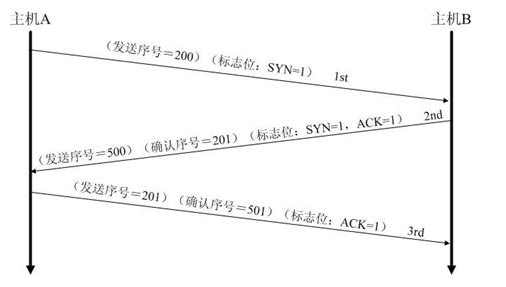 主机A
主机B
（发送序号＝200）（标志位：SYN=1） 1st
（发送序号＝500）（确认序号＝201）（标志位：SYN=1，ACK=1） 2nd
（发送序号＝201）（确认序号＝501）（标志位：ACK=1） 3rd